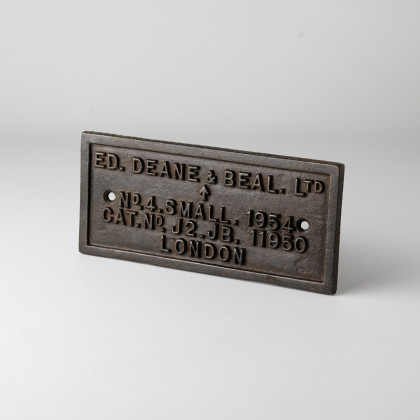 ED. DEANE & BEAL. LTD
↑
No.4.SMALL. 1954
CAT.No. J2.JB. 11950
LONDON